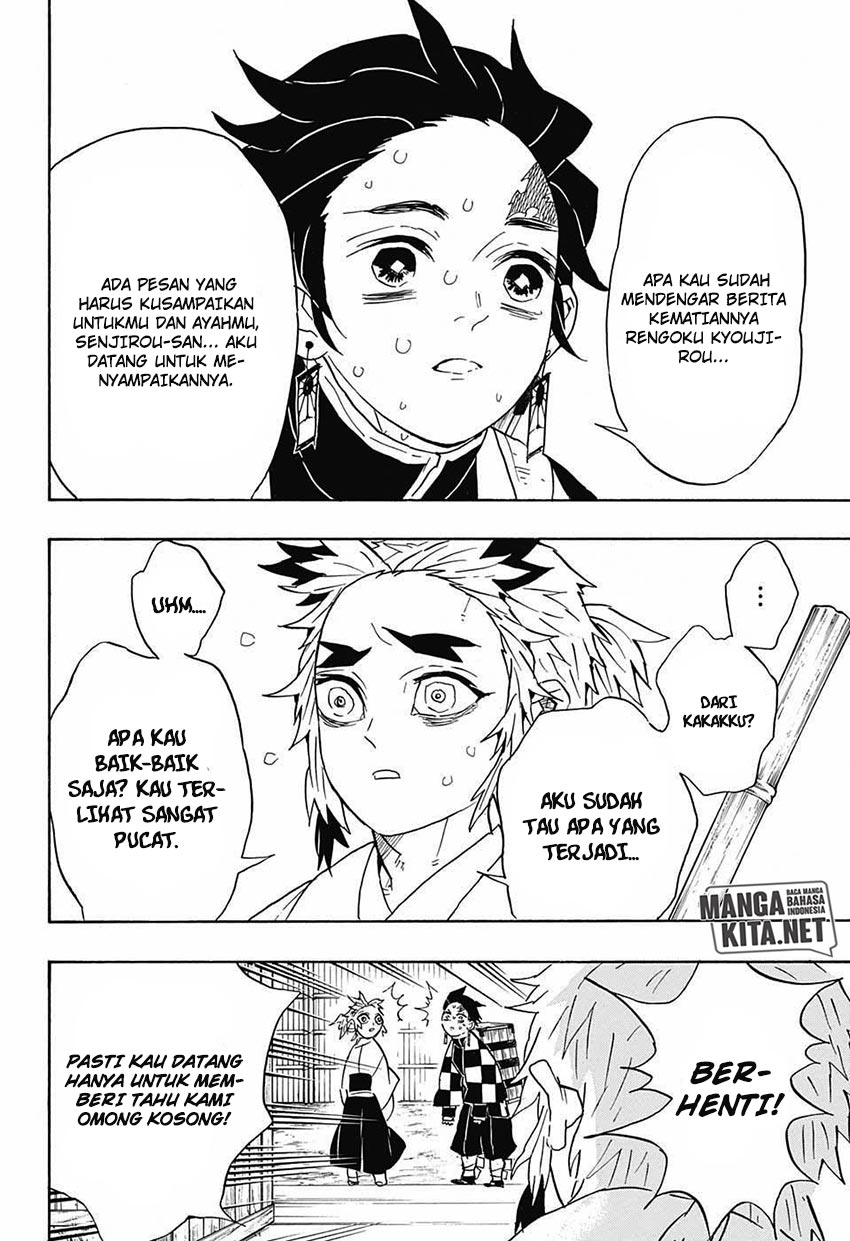 APA KAU SUDAH
MENDENGAR BERITA
KEMATIANNYA
RENGOKU KYOUJI-
ROU...
ADA PESAN YANG
HARUS KUSAMPAIKAN
UNTUKMU DAN AYAHMU,
SENJIROU-SAN... AKU
DATANG UNTUK ME-
NYAMPAIKANNYA.
...
DARI
KAKAKKU?
AKU SUDAH
TAU APA YANG
TERJADI...
UHM....
APA KAU
BAIK-BAIK
SAJA? KAU TER-
LIHAT SANGAT
PUCAT.
MANGA
KITA.NET
BACA MANGA
BAHASA
INDONESIA
BER-
HENTI!
PASTI KAU DATANG
HANYA UNTUK MEM-
BERI TAHU KAMI
OMONG KOSONG!